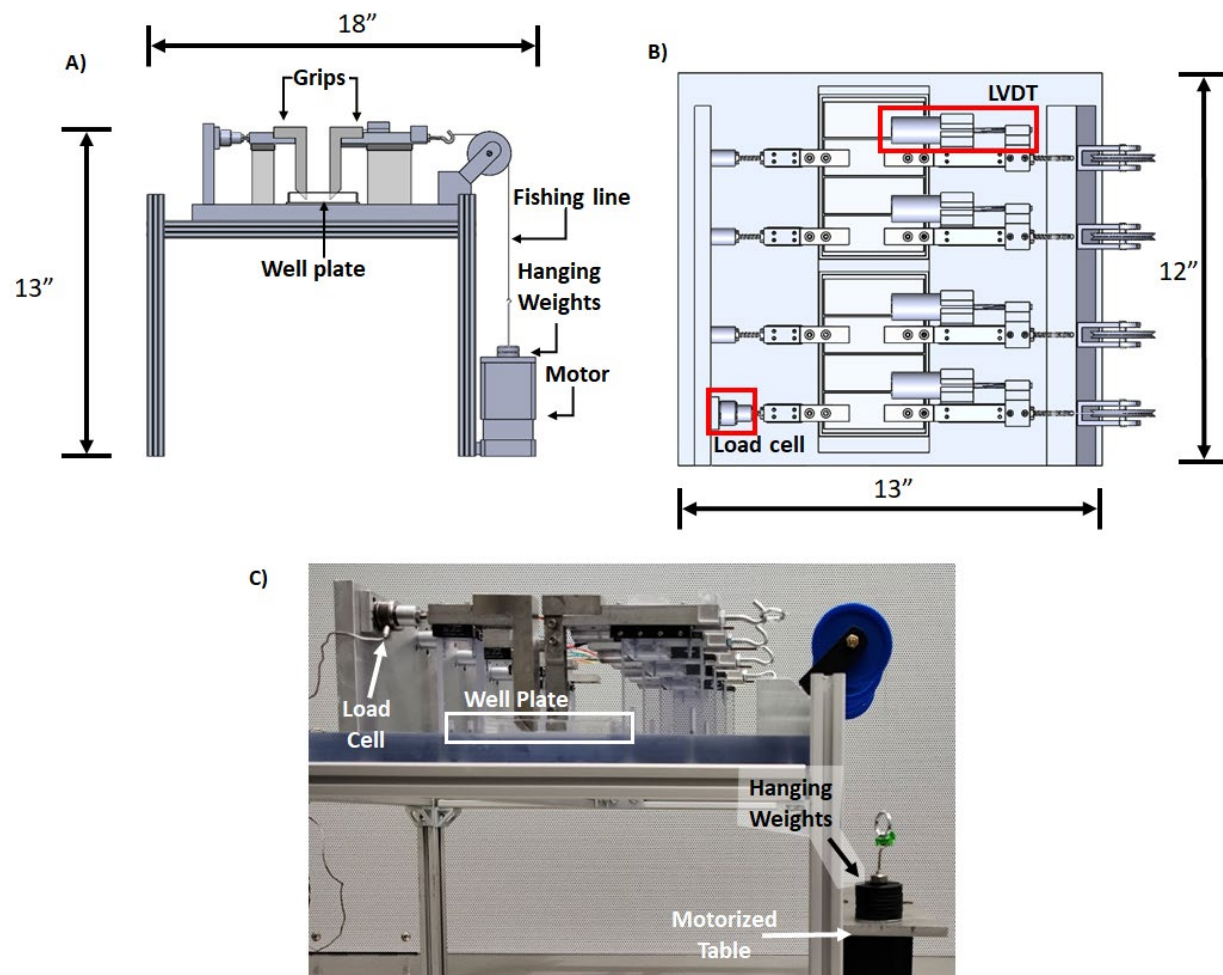 A)
18”
Grips
13”
Well plate
Fishing line
Hanging
Weights
Motor
B)
LVDT
12”
Load cell
13”
C)
Load
Cell
Well Plate
Hanging
Weights
Motorized
Table